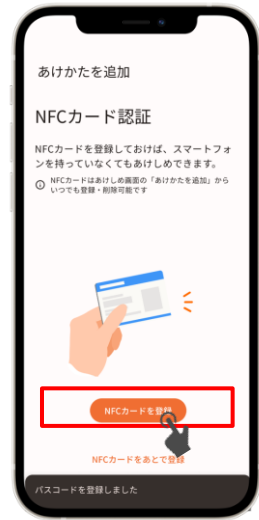 あけかたを追加
NFCカード認証
NFCカードを登録しておけば、スマートフォ
ンを持っていなくてもあけしめできます。
NFCカードはあけしめ画面の「あけかたを追加」から
いつでも登録・削除可能です
NFCカードを登録
NFCカードをあとで登録
パスコードを登録しました